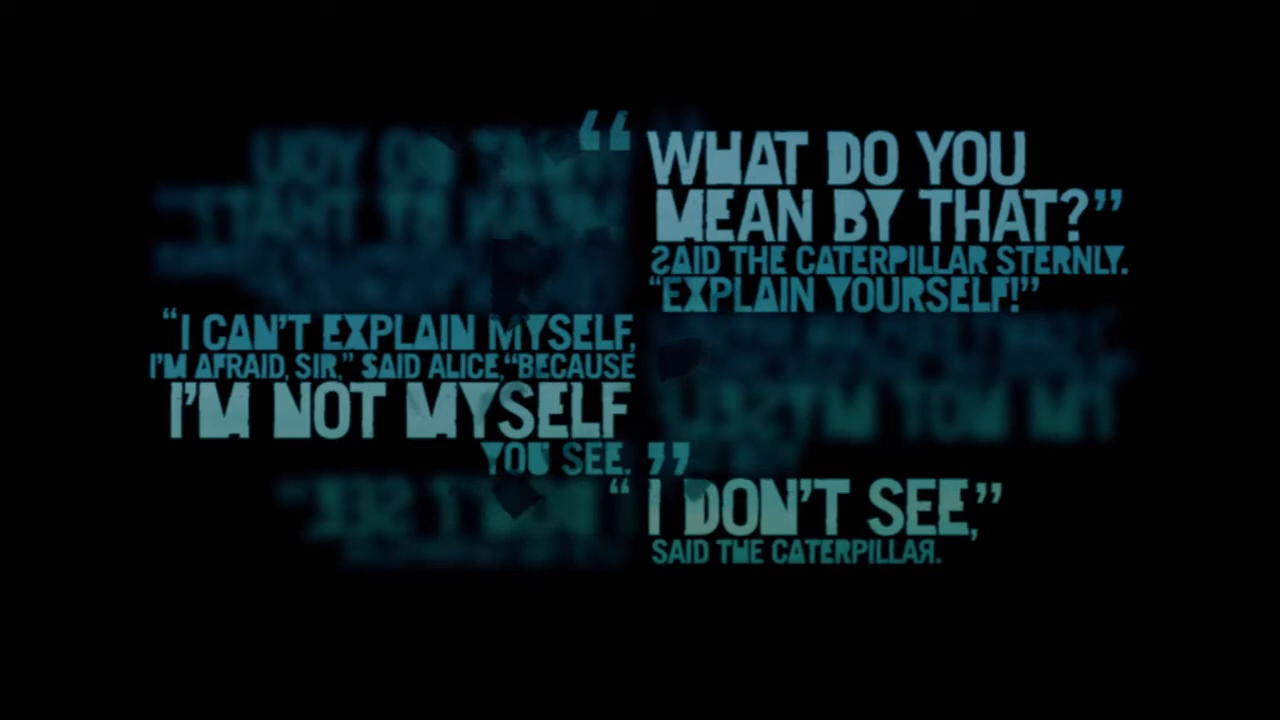 “WHAT DO YOU
MEAN BY THAT?”
SAID THE CATERPILLAR STERNLY.
“EXPLAIN YOURSELF!”
“I CAN’T EXPLAIN MYSELF,
I’M AFRAID, SIR,” SAID ALICE, “BECAUSE
I’M NOT MYSELF
YOU SEE.”
“I DON’T SEE,”
SAID THE CATERPILLAR.